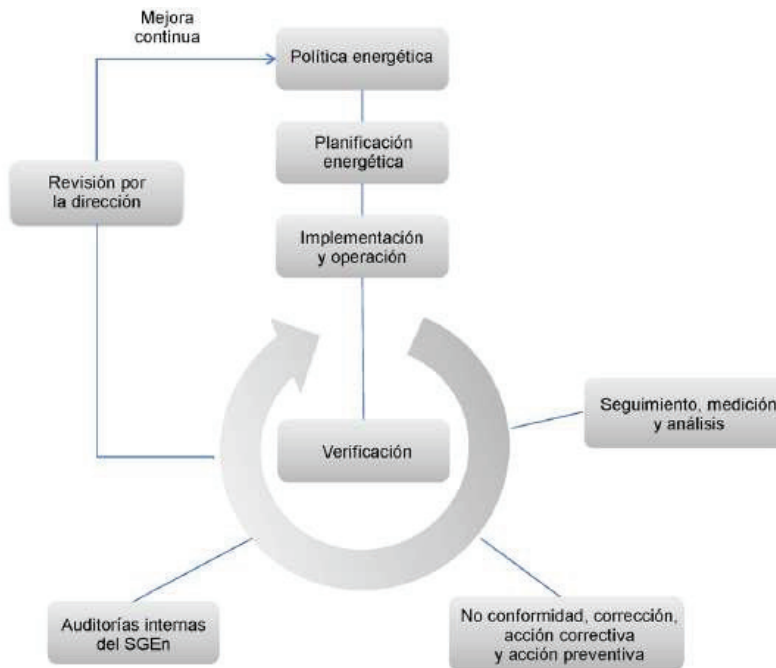 Mejora
continua
Política energética
Planificación
energética
Revisión por
la dirección
Implementación
y operación
Seguimiento, medición
y análisis
Verificación
Auditorías internas
del SGEn
No conformidad, corrección,
acción correctiva
y acción preventiva